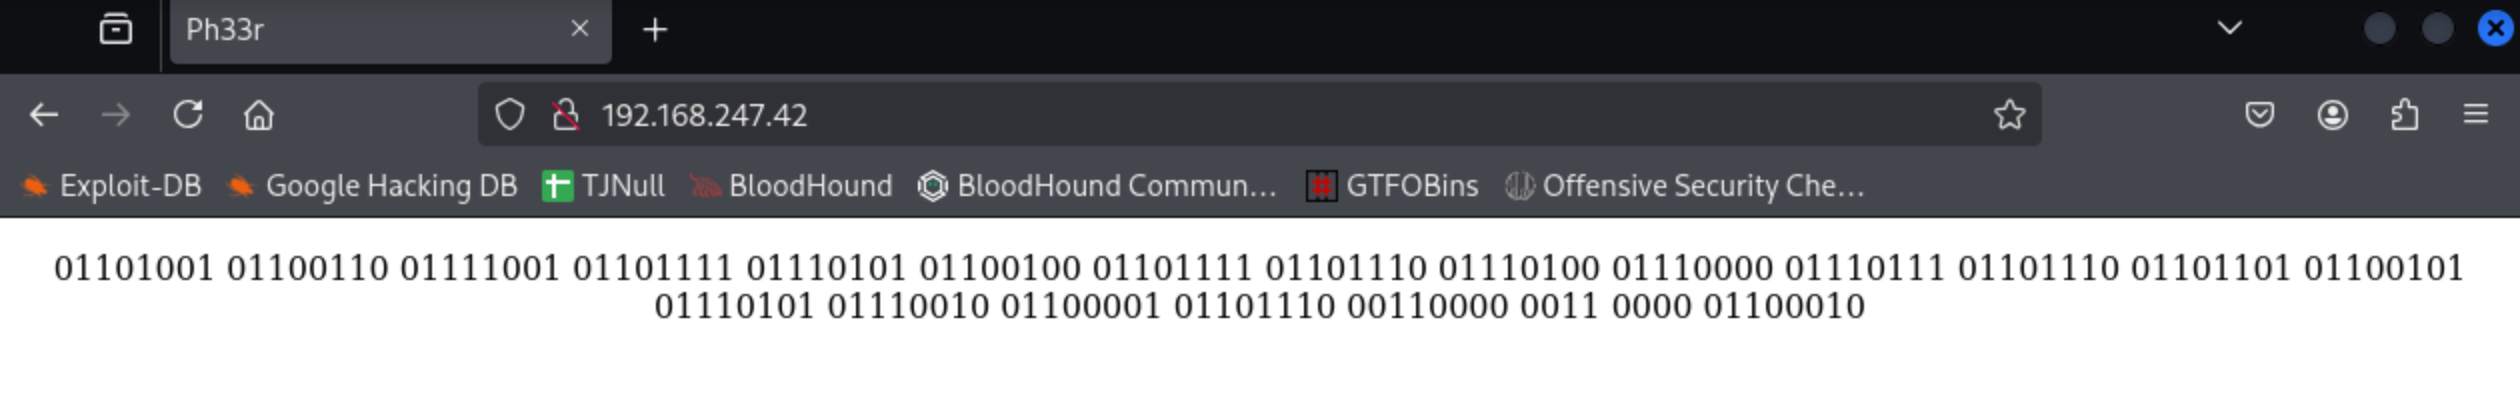 Ph33r
192.168.247.42
Exploit-DB Google Hacking DB TJNull BloodHound BloodHound Commun... GTFOBins Offensive Security Che...
01101001 01100110 01111001 01101111 01110101 01100100 01101111 01101110 01110100 01110000 01110111 01101110 01101101 01100101
01110101 01110010 01100001 01101110 00110000 0011 0000 01100010